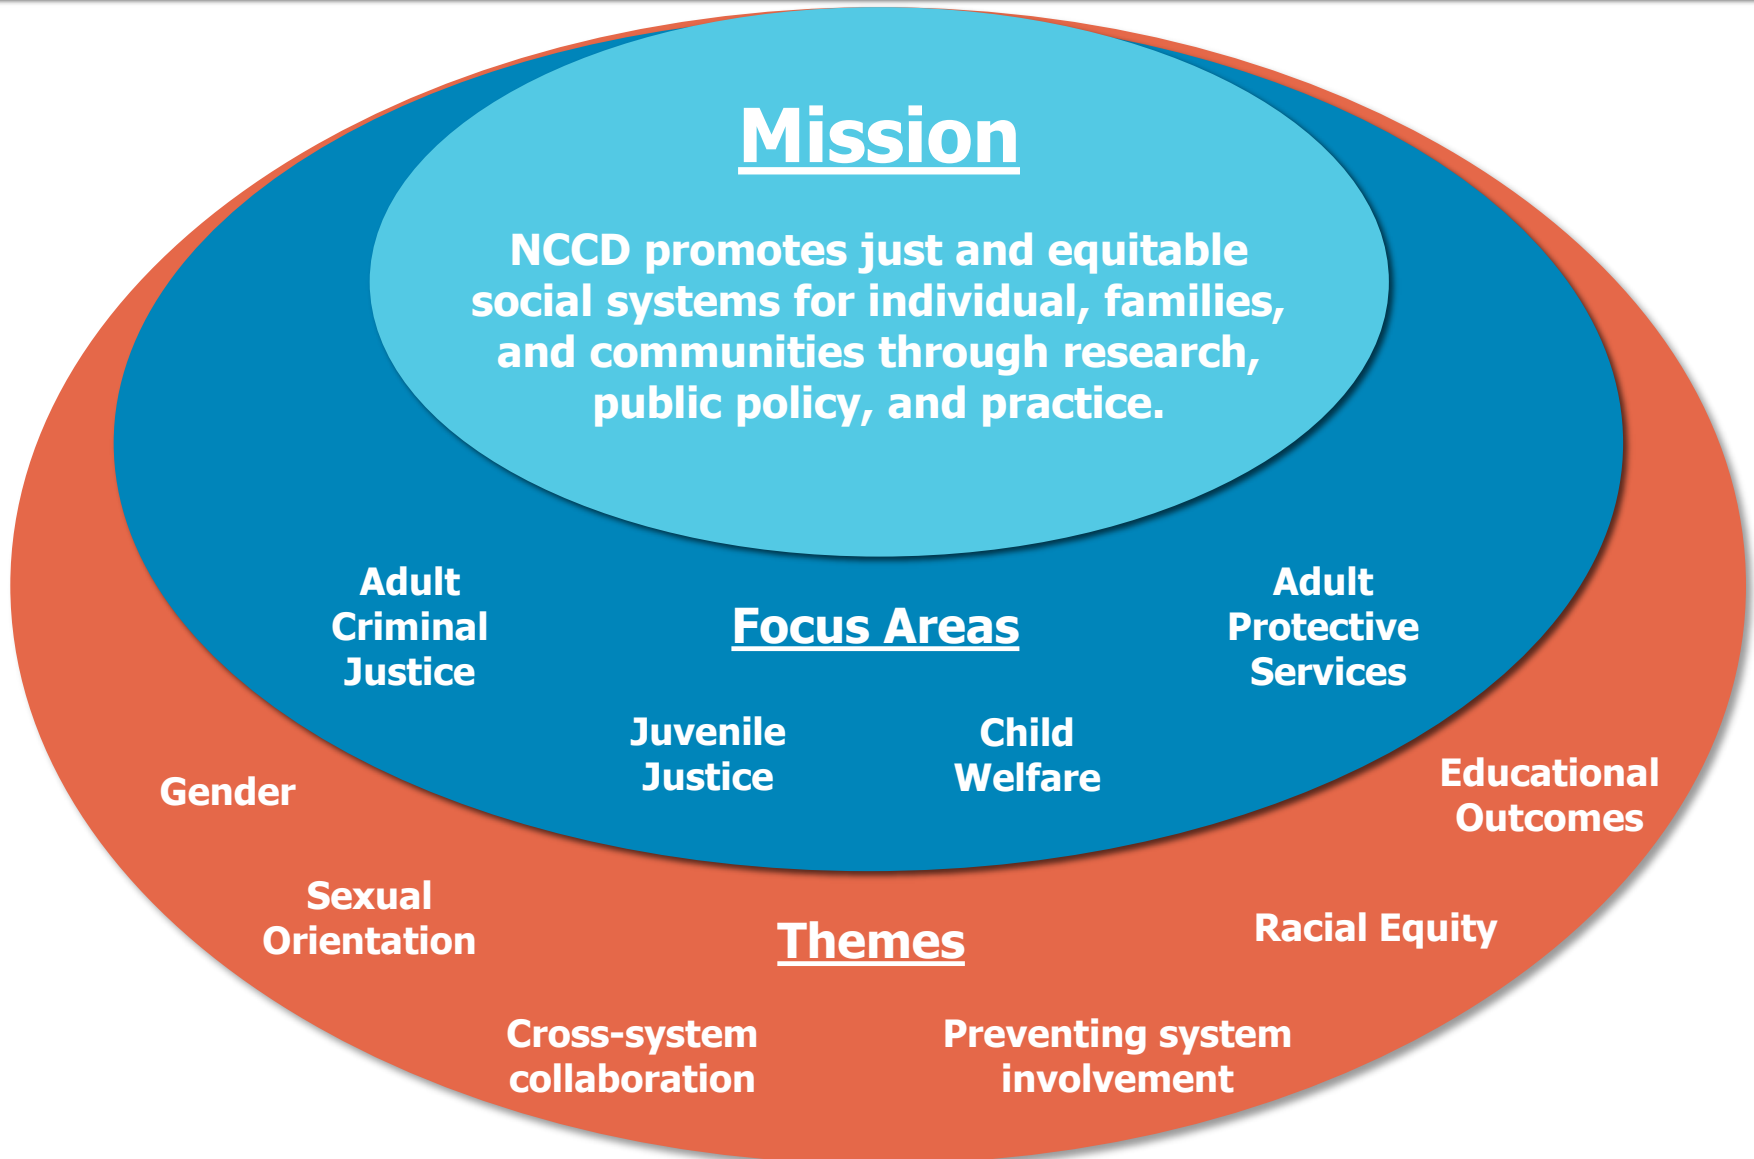 Mission
NCCD promotes just and equitable
social systems for individual, families,
and communities through research,
public policy, and practice.
Focus Areas
Adult
Criminal
Justice
Juvenile
Justice
Child
Welfare
Adult
Protective
Services
Themes
Gender
Sexual
Orientation
Cross-system
collaboration
Preventing system
involvement
Racial Equity
Educational
Outcomes